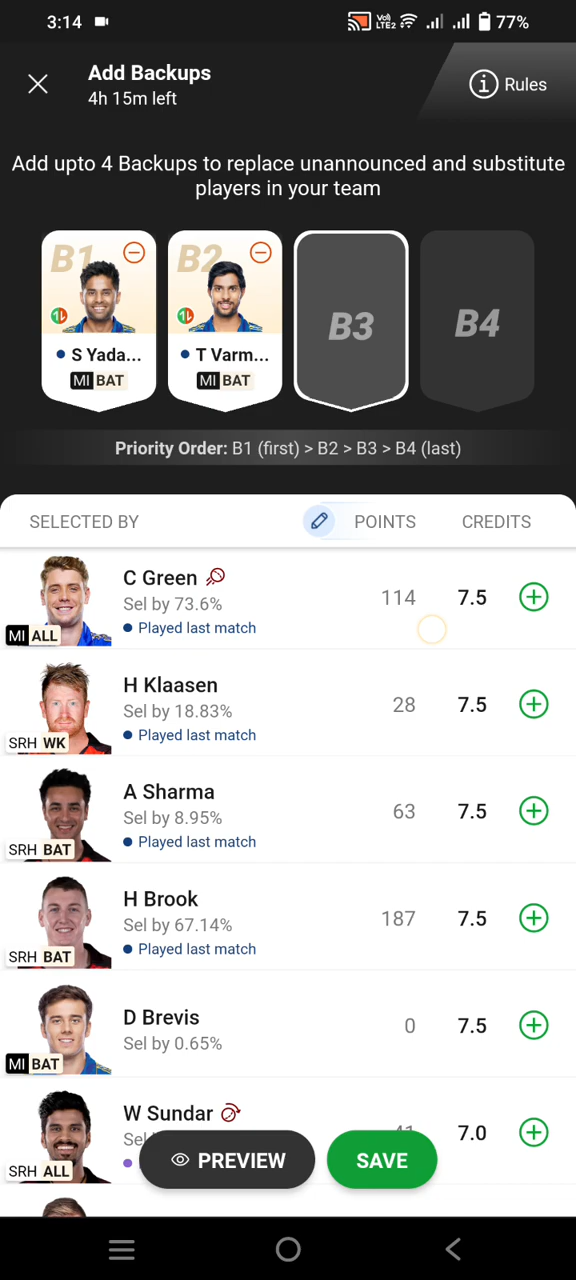 3:14
Vo)) LTE2
77%
Add Backups
4h 15m left
Rules
Add upto 4 Backups to replace unannounced and substitute
players in your team
B1
B2
B3
B4
S Yada...
T Varm...
MI BAT
MI BAT
Priority Order: B1 (first) > B2 > B3 > B4 (last)
SELECTED BY
POINTS
CREDITS
C Green
Sel by 73.6%
Played last match
114
7.5
MI ALL
H Klaasen
Sel by 18.83%
Played last match
28
7.5
SRH WK
A Sharma
Sel by 8.95%
Played last match
63
7.5
SRH BAT
H Brook
Sel by 67.14%
Played last match
187
7.5
SRH BAT
D Brevis
Sel by 0.65%
0
7.5
MI BAT
W Sundar
7.0
SRH ALL
PREVIEW
SAVE